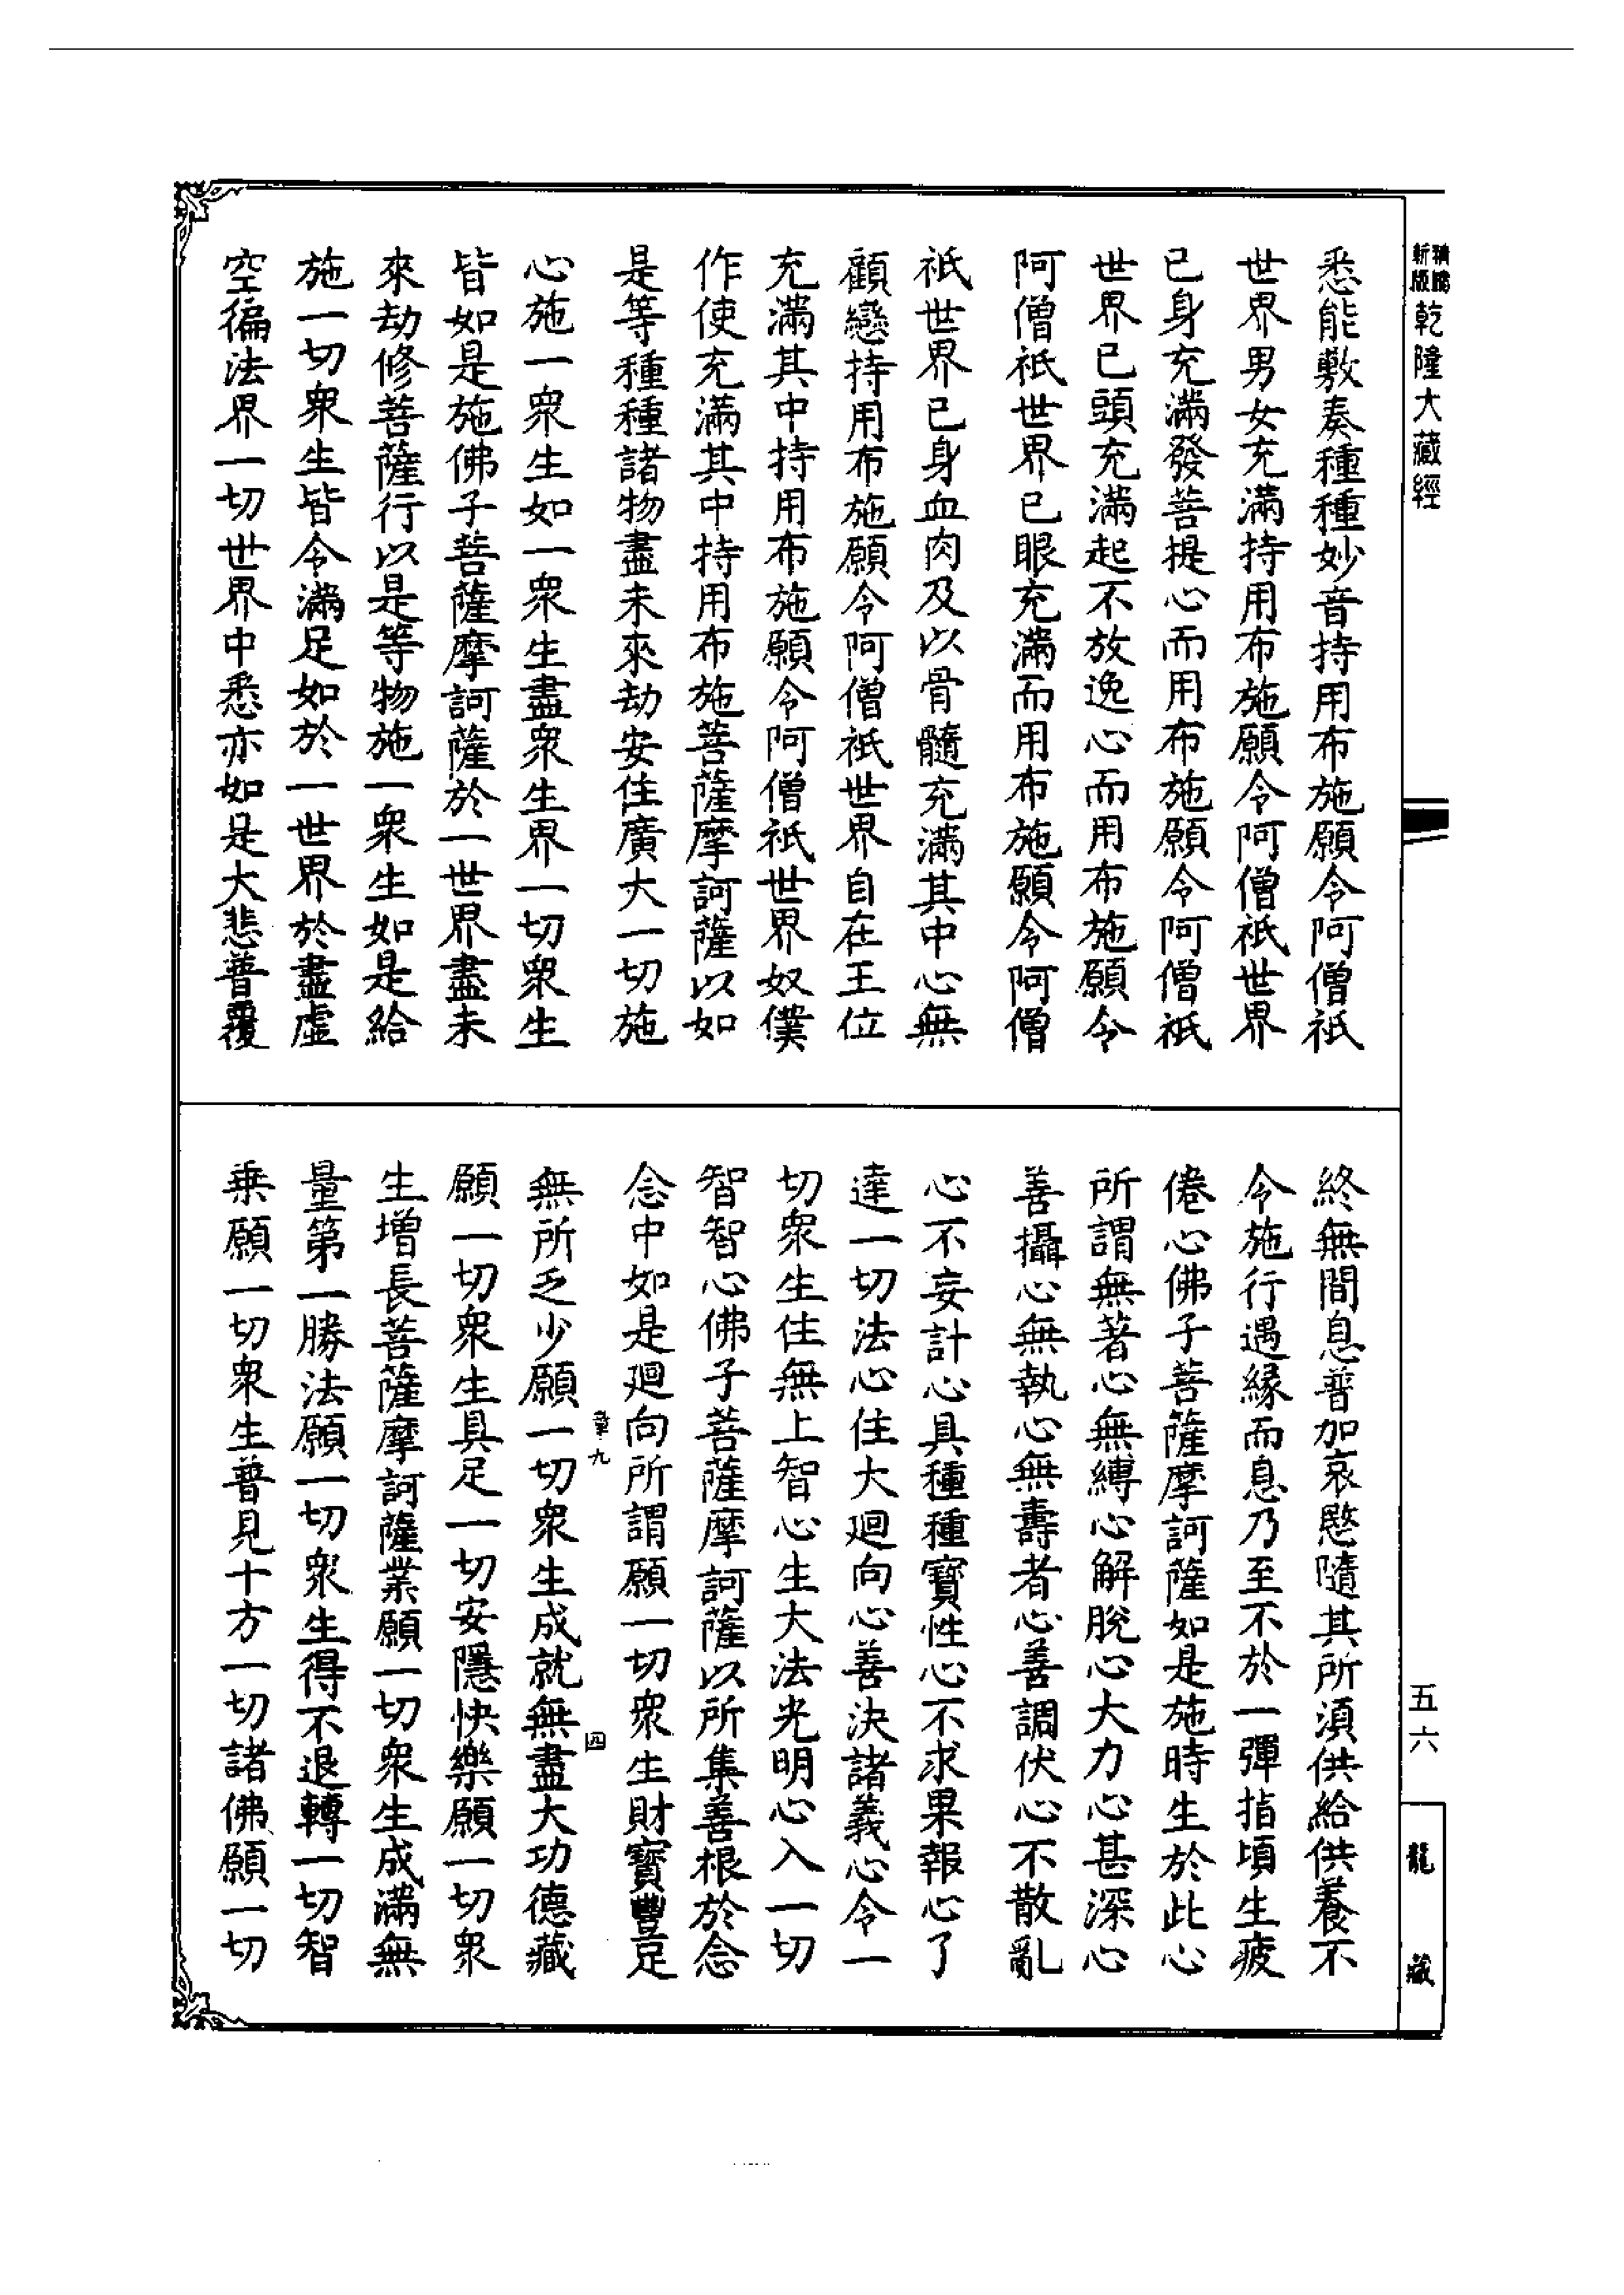 新版
乾隆大藏經
悉能敷奏種種妙音持用布施願令阿僧祇
世界男女充滿持用布施願令阿僧祇世界
已身充滿發菩提心而用布施願令阿僧祇
世界已頭充滿起不放逸心而用布施願令
阿僧祇世界已眼充滿而用布施願令阿僧
祇世界已身血肉及以骨髓充滿其中心無
顧戀持用布施願令阿僧祇世界自在王位
充滿其中持用布施願令阿僧祇世界奴僕
作使充滿其中持用布施菩薩摩訶薩以如
是等種種諸物盡未來劫安住廣大一切施
心施一衆生如一衆生盡衆生界一切衆生
皆如是施佛子菩薩摩訶薩於一世界盡未
來劫修菩薩行以是等物施一衆生如是給
施一切衆生皆令滿足如於一世界於盡虛
空徧法界一切世界中悉亦如是大悲普覆
終無間息普加哀愍隨其所須供給供養不
令施行遇緣而息乃至不於一彈指頃生疲
倦心佛子菩薩摩訶薩如是施時生於此心
所謂無著心無縛心解脫心大力心甚深心
善攝心無執心無壽者心善調伏心不散亂
心不妄計心具種種寶性心不求果報心了
達一切法心住大廻向心善決諸義心令一
切衆生住無上智心生大法光明心入一切
智智心佛子菩薩摩訶薩以所集善根於念
念中如是廻向所謂願一切衆生財寶豐足
章九
四
無所乏少願一切衆生成就無盡大功德藏
願一切衆生具足一切安隱快樂願一切衆
生增長菩薩摩訶薩業願一切衆生成滿無
量第一勝法願一切衆生得不退轉一切智
乗願一切衆生普見十方一切諸佛願一切
五六
龍藏